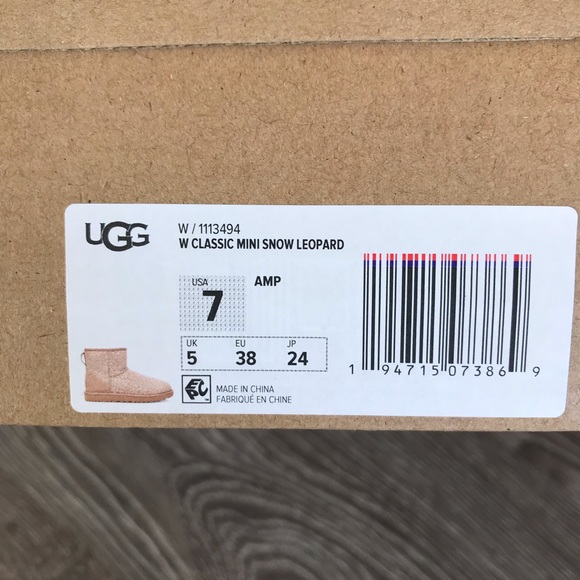 UGG
W / 1113494
W CLASSIC MINI SNOW LEOPARD
USA
7
AMP
UK EU JP
5 38 24
MADE IN CHINA
FABRIQUÉ EN CHINE
1 94715 07386 9